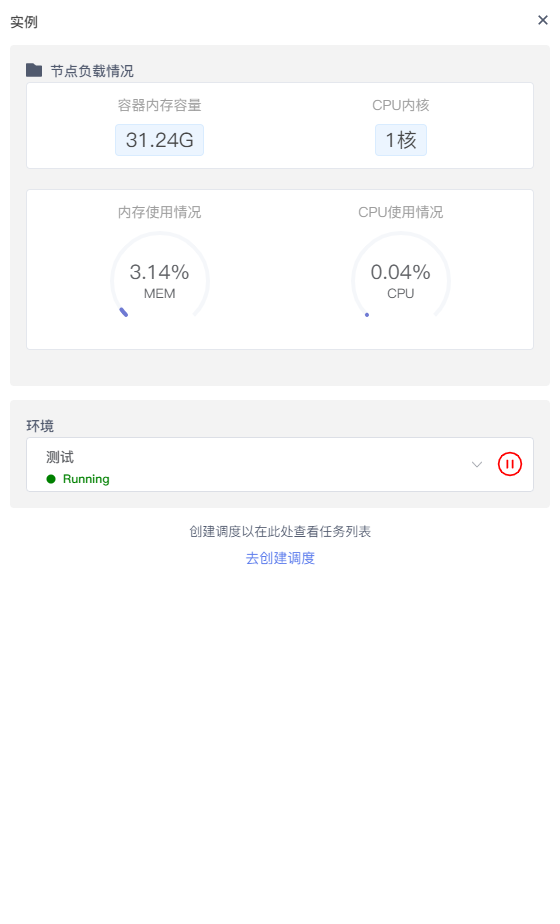 实例
节点负载情况
容器内存容量
CPU内核
31.24G
1核
内存使用情况
CPU使用情况
3.14%
MEM
0.04%
CPU
环境
测试
Running
创建调度以在此处查看任务列表
去创建调度